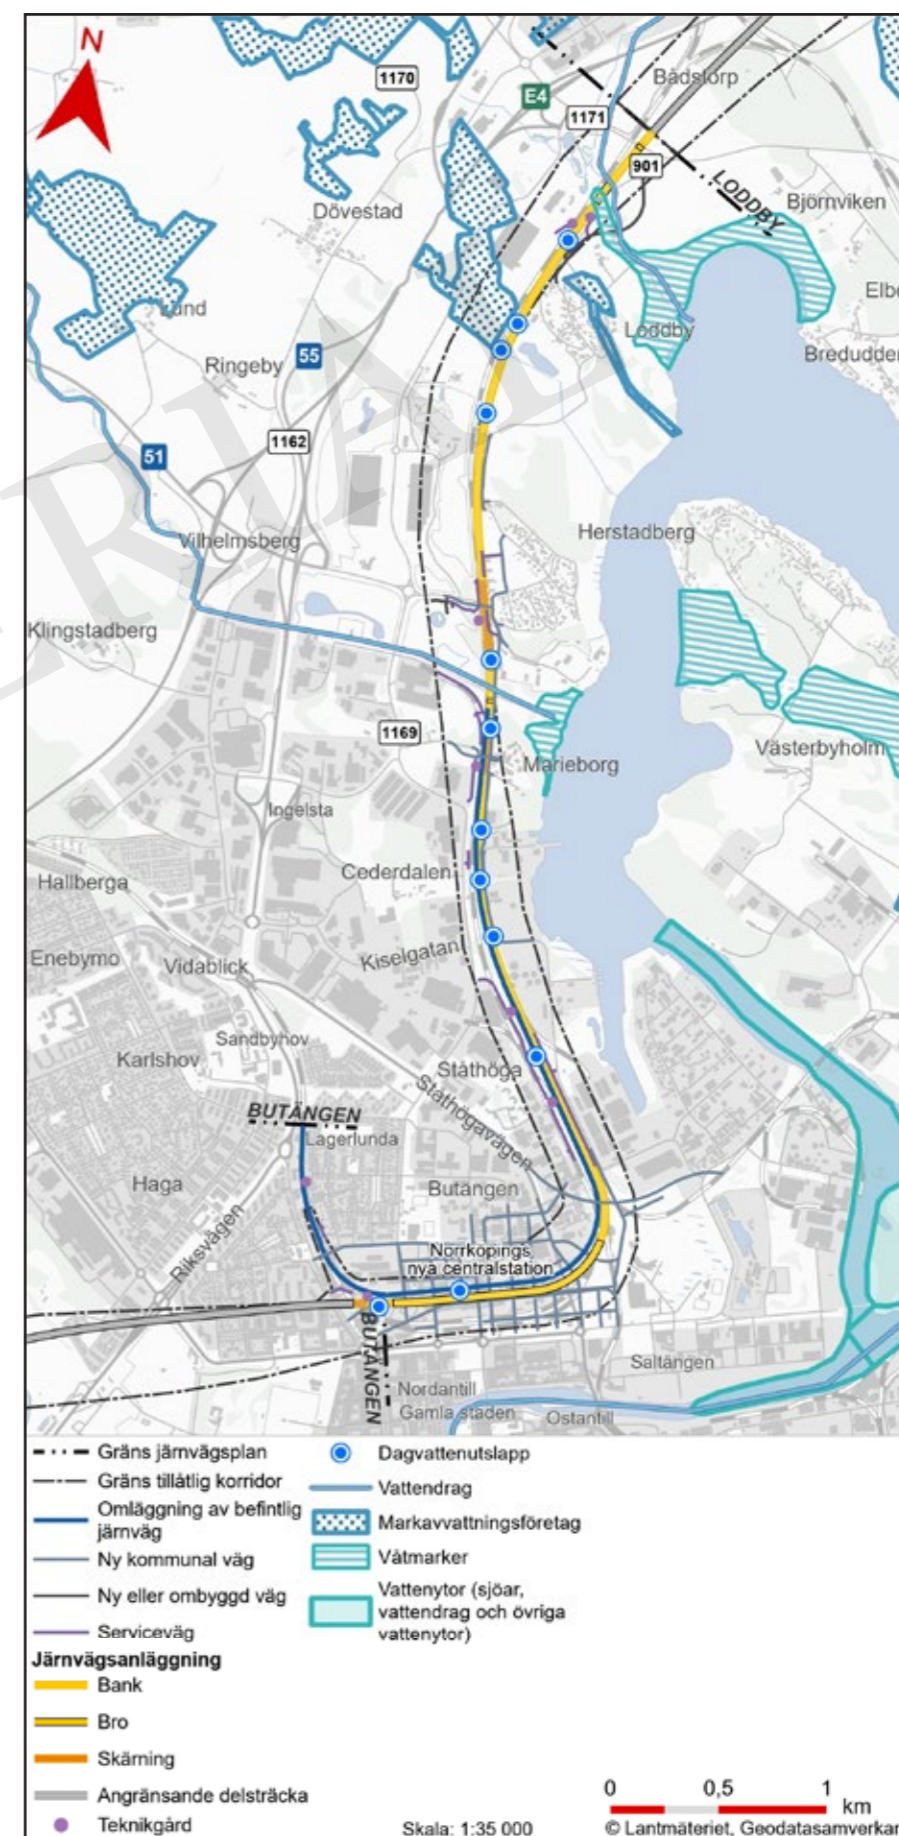 N
1170
E4
Bådstorp
1171
901
LODDBY
Björnviken
Dövestad
Lund
Loddby
Elbe
Bredudden
Ringeby
55
1162
51
Vilhelmsberg
Herstadberg
Klingstadberg
1169
Västerbyholm
Marieborg
Ingelsta
Cederdalen
Hallberga
Enebymo
Vidablick
Kiselgatan
Sandbyhov
Karlshov
Ståthöga
Ståthögavägen
BUTÄNGEN
Lagerlunda
Haga
Butängen
Riksvägen
Norrköpings
nya centralstation
BUTÄNGEN
Saltängen
Nordantill
Gamla staden
Östantill
Gräns järnvägsplan
Gräns tillåtlig korridor
Omläggning av befintlig
järnväg
Ny kommunal väg
Ny eller ombyggd väg
Serviceväg
Dagvattenutslapp
Vattendrag
Markavvattningsföretag
Våtmarker
Vattenytor (sjöar,
vattendrag och övriga
vattenytor)
Järnvägsanläggning
Bank
Bro
Skärning
Angränsande delsträcka
Teknikgård
Skala: 1:35 000
0 0,5 1
km
© Lantmäteriet, Geodatasamverkan